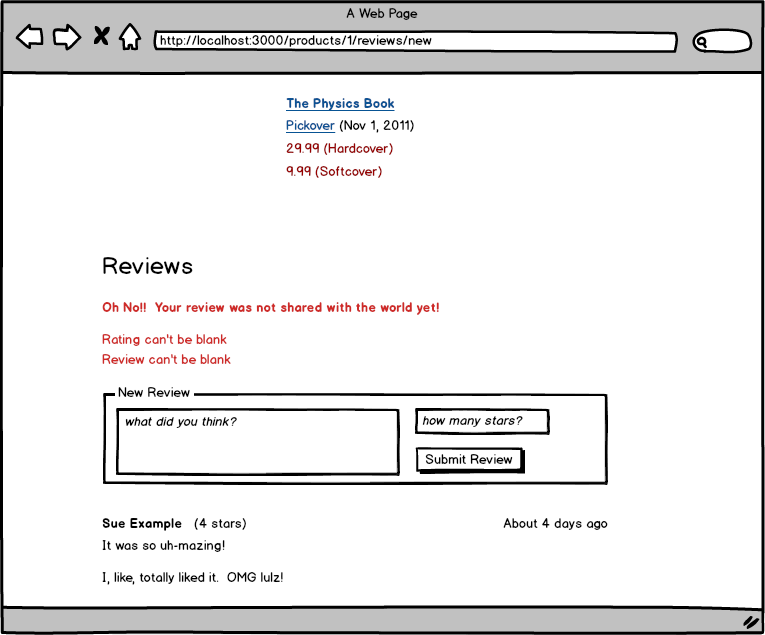 A Web Page
http://localhost:3000/products/1/reviews/new
The Physics Book
Pickover (Nov 1, 2011)
29.99 (Hardcover)
9.99 (Softcover)
Reviews
Oh No!! Your review was not shared with the world yet!
Rating can't be blank
Review can't be blank
New Review
what did you think?
how many stars?
Submit Review
Sue Example (4 stars) About 4 days ago
It was so uh-mazing!
I, like, totally liked it. OMG lulz!